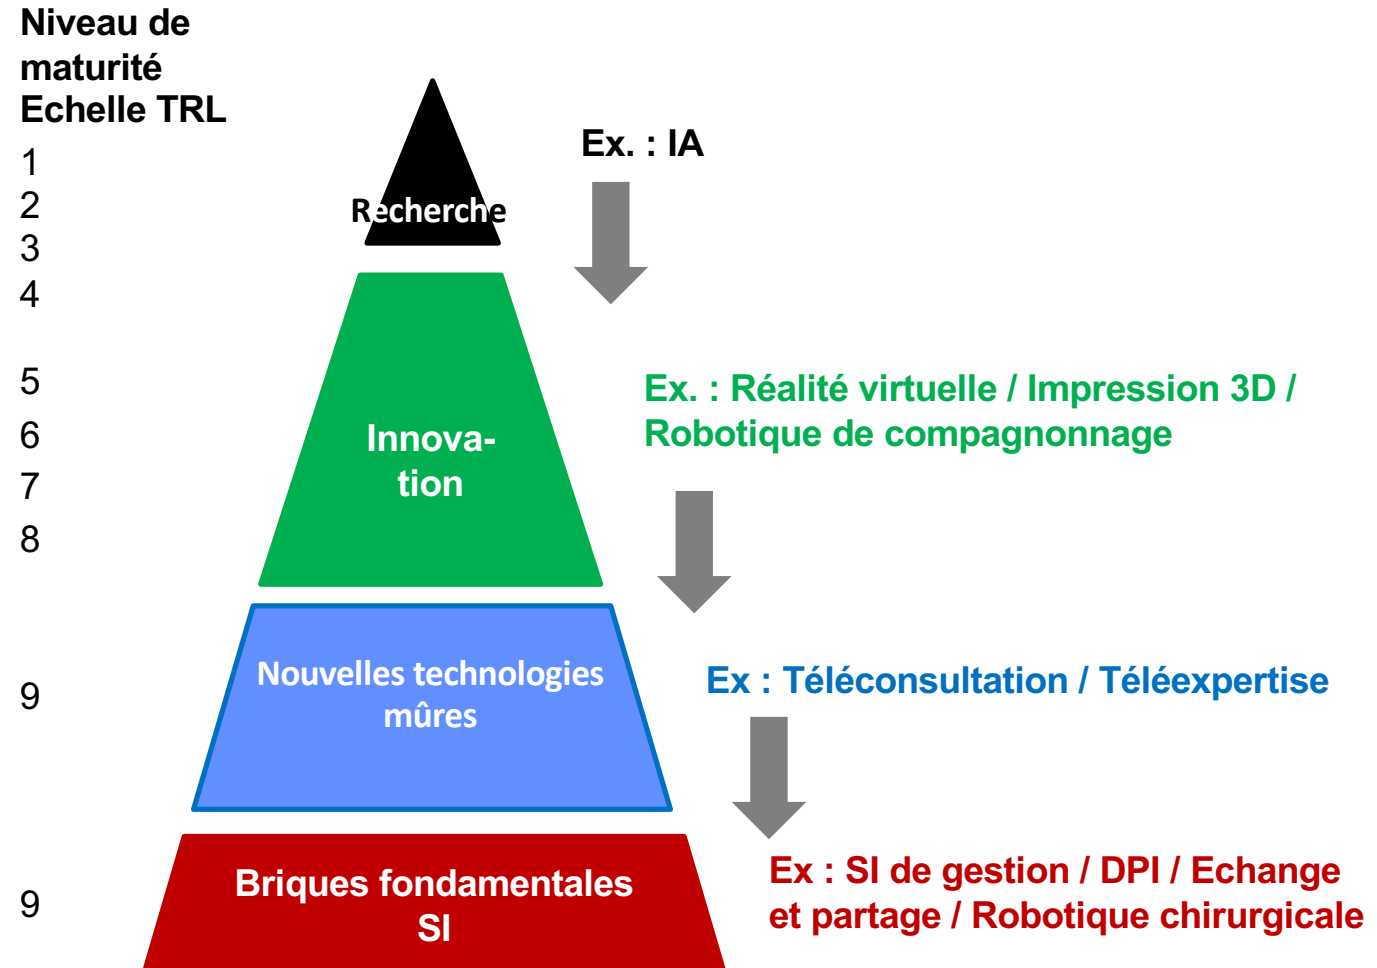 Niveau de
maturité
Echelle TRL
1
2
3
4
5
6
7
8
9
9
Recherche
Ex. : IA
Innova-
tion
Ex. : Réalité virtuelle / Impression 3D /
Robotique de compagnonnage
Nouvelles technologies
mûres
Ex : Téléconsultation / Téléexpertise
Briques fondamentales
SI
Ex : SI de gestion / DPI / Echange
et partage / Robotique chirurgicale